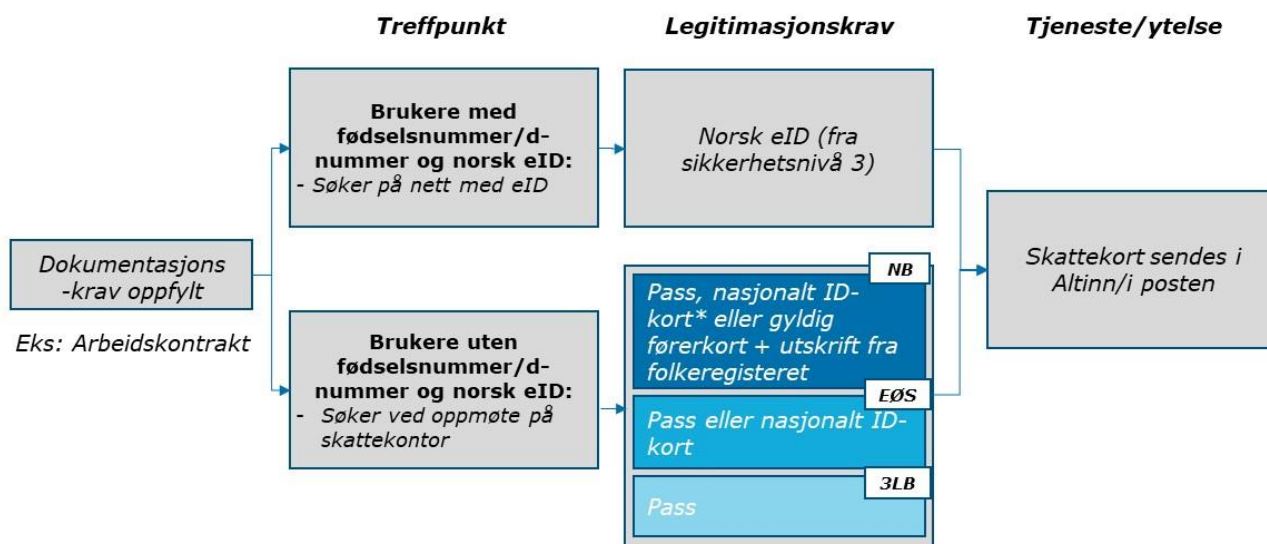 Treffpunkt
Legitimasjonskrav
Tjeneste/ytelse
Dokumentasjons
-krav oppfylt
Eks: Arbeidskontrakt
Brukere med
fødselsnummer/d-
nummer og norsk eID:
- Søker på nett med eID
Norsk eID (fra
sikkerhetsnivå 3)
Brukere uten
fødselsnummer/d-
nummer og norsk eID:
- Søker ved oppmøte på
skattekontor
NB
Pass, nasjonalt ID-
kort* eller gyldig
førerkort + utskrift fra
folkeregisteret
EØS
Pass eller nasjonalt ID-
kort
3LB
Pass
Skattekort sendes i
Altinn/i posten